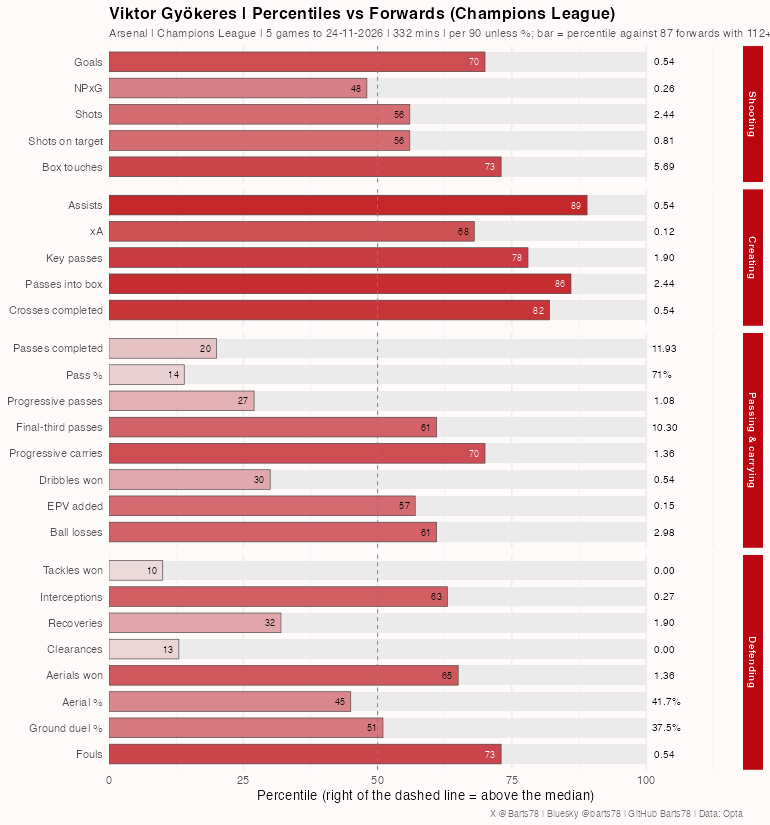 Viktor Gyökeres | Percentiles vs Forwards (Champions League)
Arsenal | Champions League | 5 games to 24-11-2026 | 332 mins | per 90 unless %; bar = percentile against 87 forwards with 112+
Goals 70 0.54
NPxG 48 0.26
Shots 56 2.44
Shots on target 56 0.81
Box touches 73 5.69
Shooting
Assists 89 0.54
xA 68 0.12
Key passes 78 1.90
Passes into box 86 2.44
Crosses completed 82 0.54
Creating
Passes completed 20 11.93
Pass % 14 71%
Progressive passes 27 1.08
Final-third passes 61 10.30
Progressive carries 70 1.36
Dribbles won 30 0.54
EPV added 57 0.15
Ball losses 61 2.98
Passing & carrying
Tackles won 10 0.00
Interceptions 63 0.27
Recoveries 32 1.90
Clearances 13 0.00
Aerials won 65 1.36
Aerial % 45 41.7%
Ground duel % 51 37.5%
Fouls 73 0.54
Defending
0 25 50 75 100
Percentile (right of the dashed line = above the median)
X @Barts78 | Bluesky @barts78 | GitHub Barts78 | Data: Opta